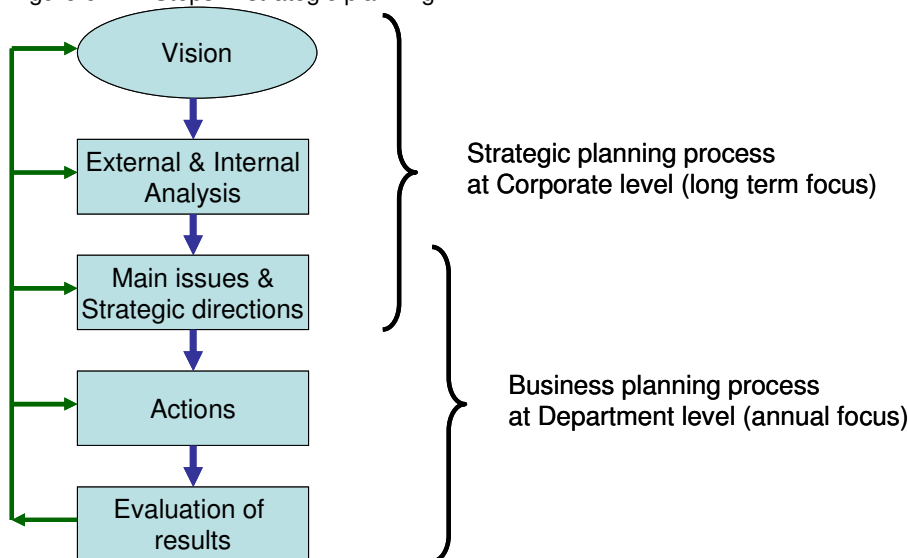 Vision
External & Internal
Analysis
Strategic planning process
at Corporate level (long term focus)
Main issues &
Strategic directions
Actions
Business planning process
at Department level (annual focus)
Evaluation of
results